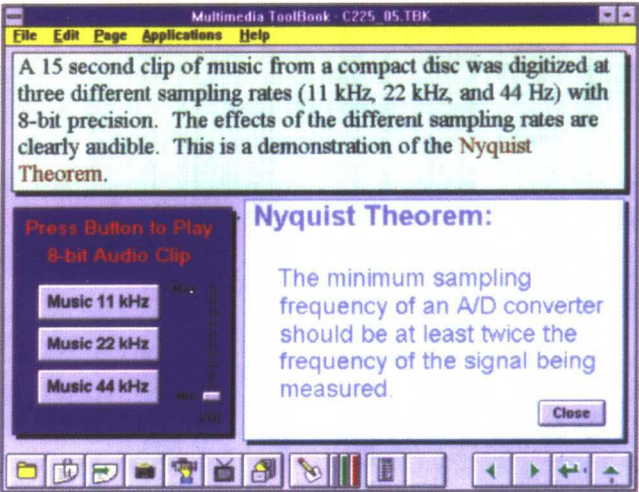 Multimedia ToolBook - C225_05.TBK
File Edit Page Applications Help
A 15 second clip of music from a compact disc was digitized at
three different sampling rates (11 kHz, 22 kHz, and 44 Hz) with
8-bit precision. The effects of the different sampling rates are
clearly audible. This is a demonstration of the Nyquist
Theorem.
Press Button to Play
8-bit Audio Clip
Music 11 kHz
Music 22 kHz
Music 44 kHz
Nyquist Theorem:
The minimum sampling
frequency of an A/D converter
should be at least twice the
frequency of the signal being
measured.
Close